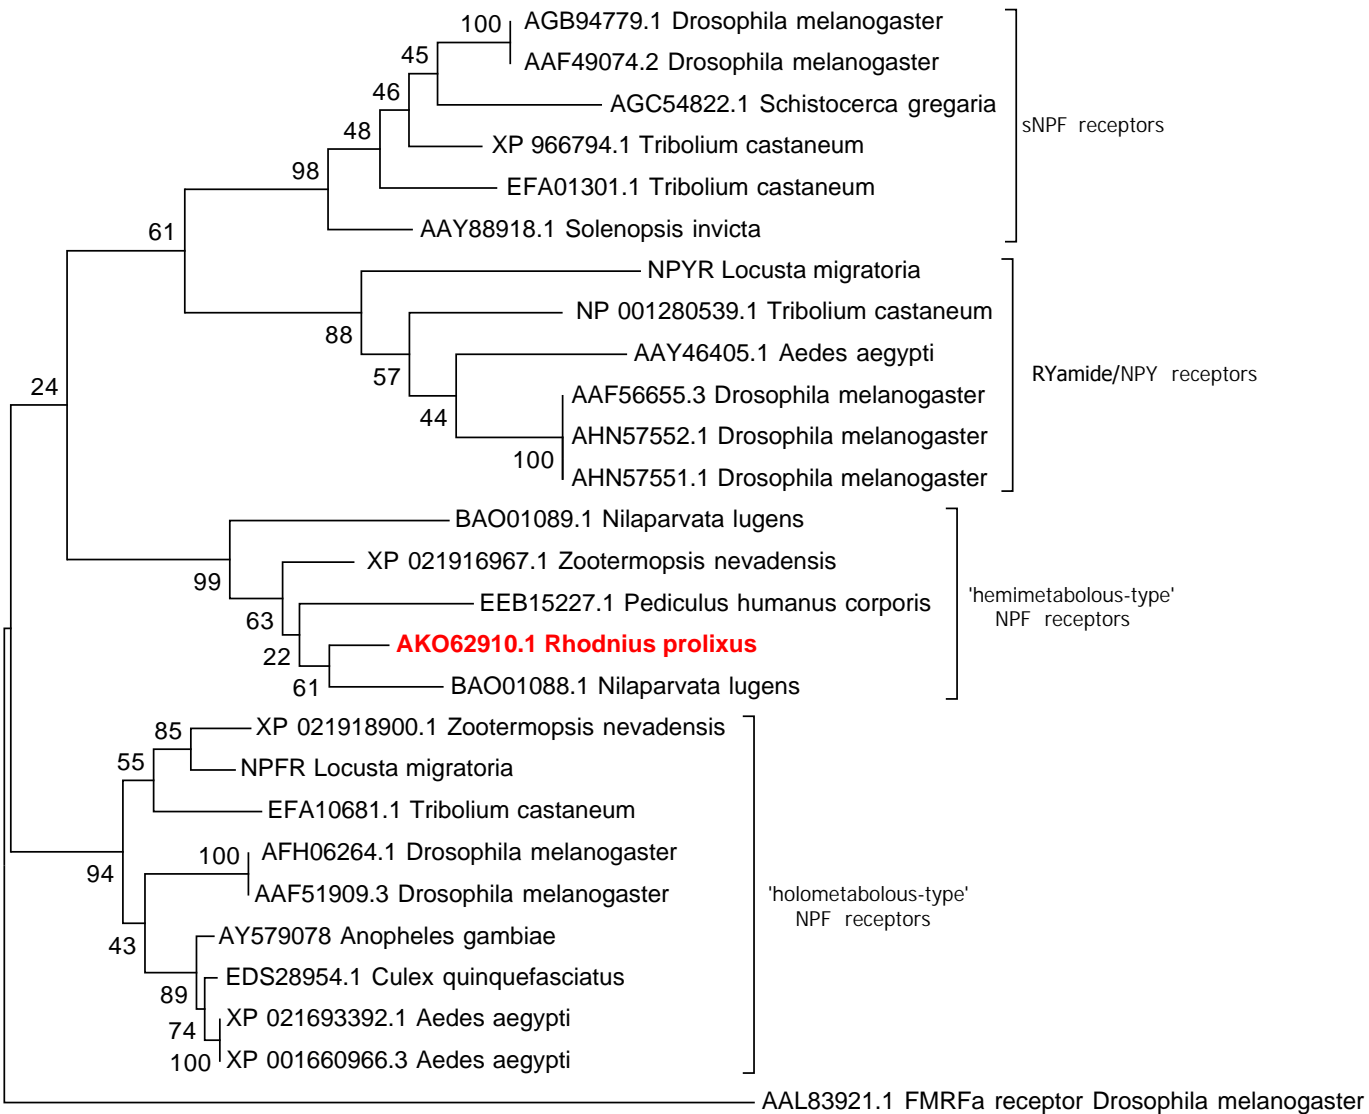 100 AGB94779.1 Drosophila melanogaster
45 AAF49074.2 Drosophila melanogaster
46 AGC54822.1 Schistocerca gregaria
sNPF receptors
48 XP 966794.1 Tribolium castaneum
98 EFA01301.1 Tribolium castaneum
61 AAY88918.1 Solenopsis invicta
NPYR Locusta migratoria
88 NP 001280539.1 Tribolium castaneum
57 AAY46405.1 Aedes aegypti
RYamide/NPY receptors
24 AAF56655.3 Drosophila melanogaster
44 AHN57552.1 Drosophila melanogaster
100 AHN57551.1 Drosophila melanogaster
BAO01089.1 Nilaparvata lugens
99 XP 021916967.1 Zootermopsis nevadensis
'hemimetabolous-type'
NPF receptors
63 EEB15227.1 Pediculus humanus corporis
22 AKO62910.1 Rhodnius prolixus
61 BAO01088.1 Nilaparvata lugens
85 XP 021918900.1 Zootermopsis nevadensis
55 NPFR Locusta migratoria
EFA10681.1 Tribolium castaneum
100 AFH06264.1 Drosophila melanogaster
94 AAF51909.3 Drosophila melanogaster
'holometabolous-type'
NPF receptors
43 AY579078 Anopheles gambiae
89 EDS28954.1 Culex quinquefasciatus
74 XP 021693392.1 Aedes aegypti
100 XP 001660966.3 Aedes aegypti
AAL83921.1 FMRFa receptor Drosophila melanogaster